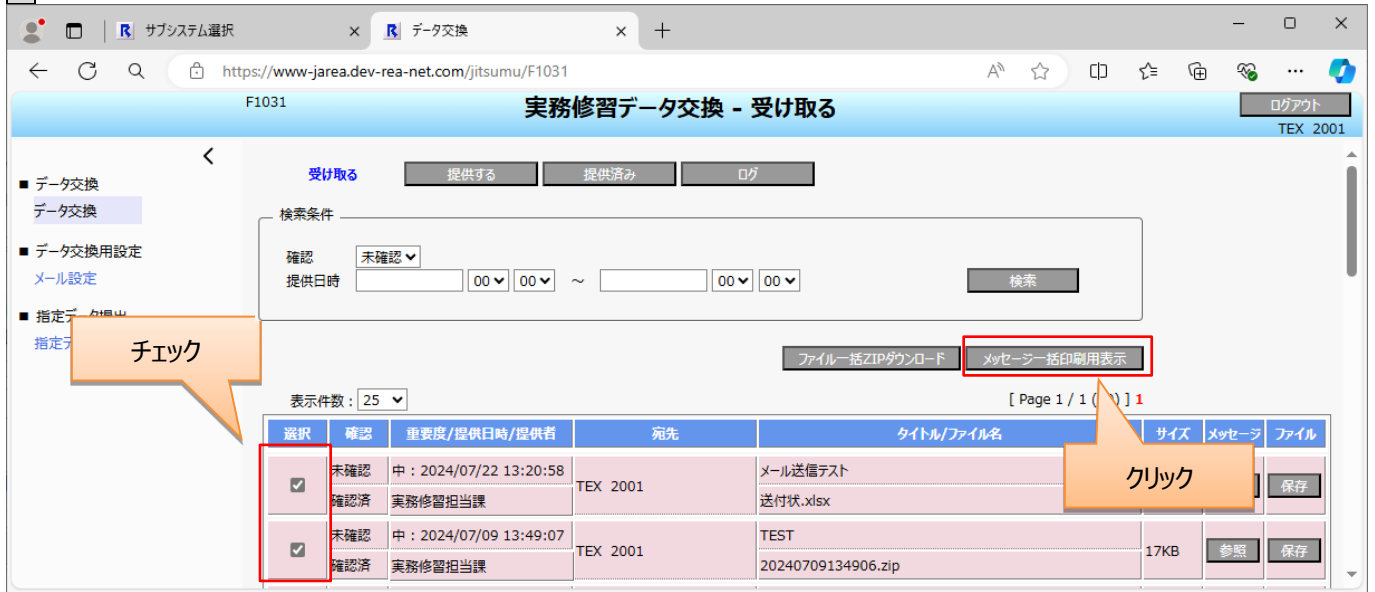 サブシステム選択
データ交換
https://www-jarea.dev-rea-net.com/jitsumu/F1031
F1031
実務修習データ交換 - 受け取る
ログアウト
TEX 2001
■ データ交換
データ交換
■ データ交換用設定
メール設定
■ 指定データ提出
指定
受け取る 提供する 提供済み ログ
検索条件
確認 未確認
提供日時 00 00 ～ 00 00 検索
チェック
ファイル一括ZIPダウンロード メッセージ一括印刷用表示
表示件数 : 25 [ Page 1 / 1 ( ) ] 1
選択 確認 重要度/提供日時/提供者 宛先 タイトル/ファイル名 サイズ メッセージ ファイル
クリック
未確認 中 : 2024/07/22 13:20:58 TEX 2001 メール送信テスト 保存
確認済 実務修習担当課 送付状.xlsx
未確認 中 : 2024/07/09 13:49:07 TEX 2001 TEST 17KB 参照 保存
確認済 実務修習担当課 20240709134906.zip